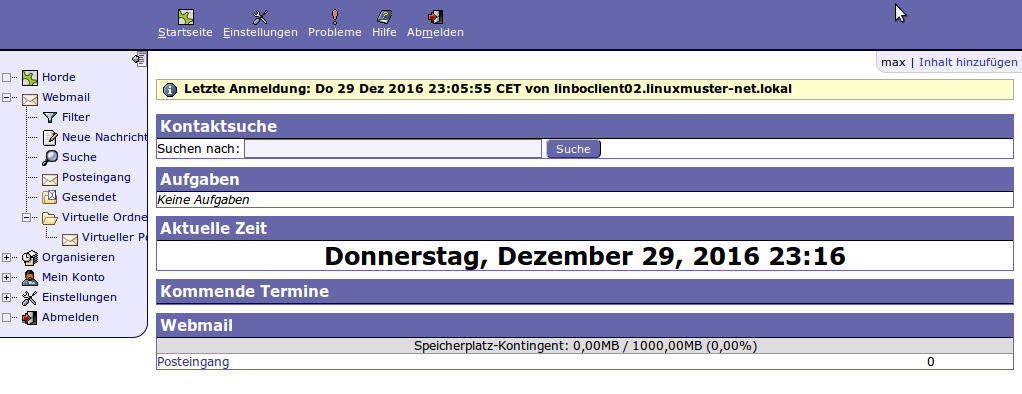 Startseite Einstellungen Probleme Hilfe Abmelden
max | Inhalt hinzufügen
Horde
Webmail
Filter
Neue Nachricht
Suche
Posteingang
Gesendet
Virtuelle Ordne
Virtueller Po
Organisieren
Mein Konto
Einstellungen
Abmelden
Letzte Anmeldung: Do 29 Dez 2016 23:05:55 CET von linboclient02.linuxmuster-net.lokal
Kontaktsuche
Suchen nach: Suche
Aufgaben
Keine Aufgaben
Aktuelle Zeit
Donnerstag, Dezember 29, 2016 23:16
Kommende Termine
Webmail
Speicherplatz-Kontingent: 0,00MB / 1000,00MB (0,00%)
Posteingang 0